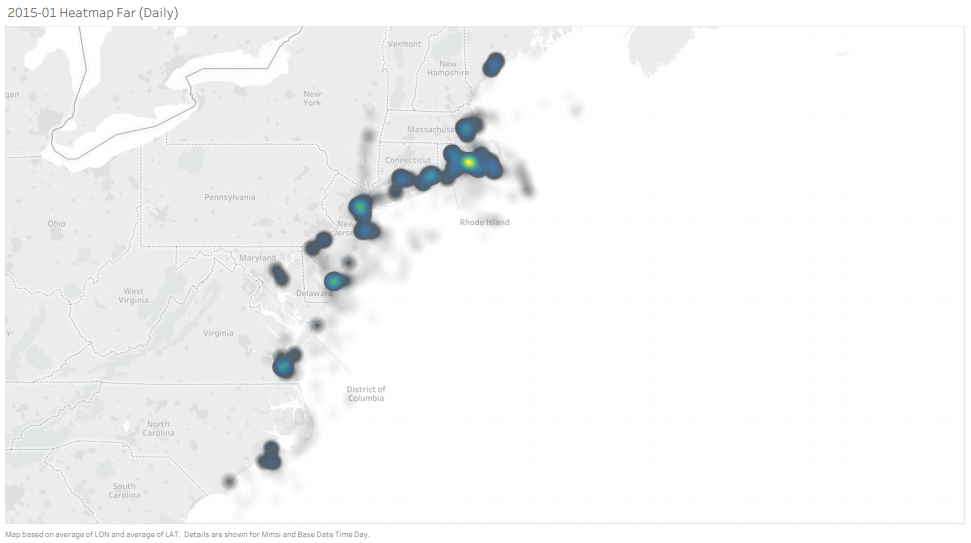 2015-01 Heatmap Far (Daily)
Vermont
New
Hampshire
gan
New
York
Massachuse
Connecticut
Pennsylvania
Rhode Island
Ohio
New
Jerse
Maryland
West
Virginia
Delaware
Virginia
District of
Columbia
North
Carolina
South
Carolina
Map based on average of LON and average of LAT. Details are shown for Mmsi and Base Date Time Day.